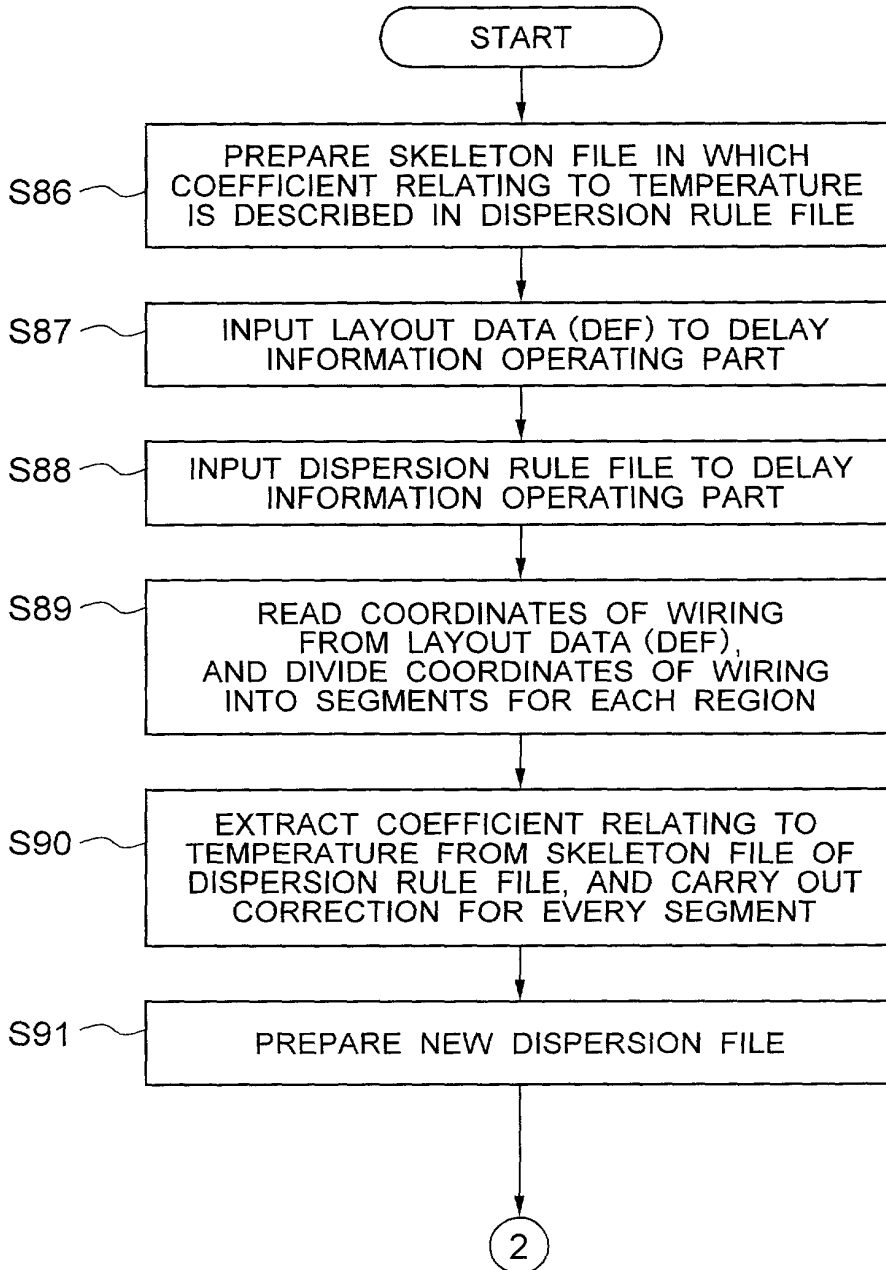 START
S86
PREPARE SKELETON FILE IN WHICH
COEFFICIENT RELATING TO TEMPERATURE
IS DESCRIBED IN DISPERSION RULE FILE
S87
INPUT LAYOUT DATA (DEF) TO DELAY
INFORMATION OPERATING PART
S88
INPUT DISPERSION RULE FILE TO DELAY
INFORMATION OPERATING PART
S89
READ COORDINATES OF WIRING
FROM LAYOUT DATA (DEF),
AND DIVIDE COORDINATES OF WIRING
INTO SEGMENTS FOR EACH REGION
S90
EXTRACT COEFFICIENT RELATING TO
TEMPERATURE FROM SKELETON FILE OF
DISPERSION RULE FILE, AND CARRY OUT
CORRECTION FOR EVERY SEGMENT
S91
PREPARE NEW DISPERSION FILE
2